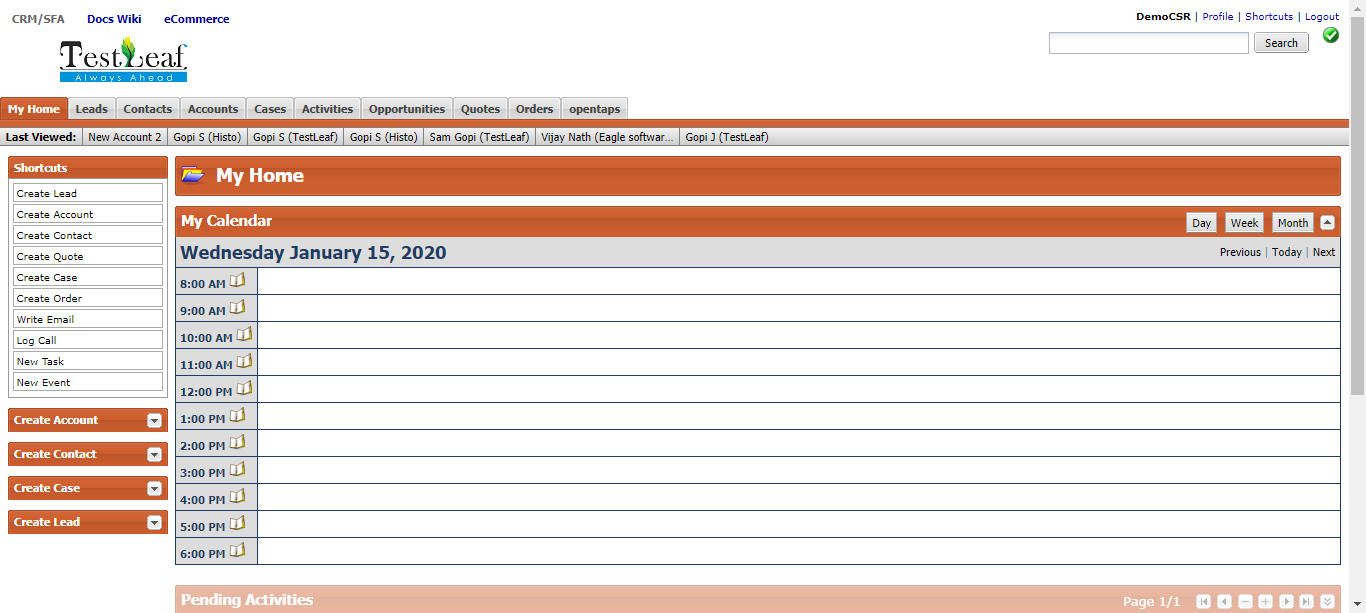 CRM/SFA Docs Wiki eCommerce
DemoCSR | Profile | Shortcuts | Logout
TestLeaf
Always Ahead
Search
My Home Leads Contacts Accounts Cases Activities Opportunities Quotes Orders opentaps
Last Viewed: New Account 2 Gopi S (Histo) Gopi S (TestLeaf) Gopi S (Histo) Sam Gopi (TestLeaf) Vijay Nath (Eagle softwar... Gopi J (TestLeaf)
Shortcuts
Create Lead
Create Account
Create Contact
Create Quote
Create Case
Create Order
Write Email
Log Call
New Task
New Event
Create Account
Create Contact
Create Case
Create Lead
My Home
My Calendar Day Week Month
Wednesday January 15, 2020 Previous | Today | Next
8:00 AM
9:00 AM
10:00 AM
11:00 AM
12:00 PM
1:00 PM
2:00 PM
3:00 PM
4:00 PM
5:00 PM
6:00 PM
Pending Activities Page 1/1